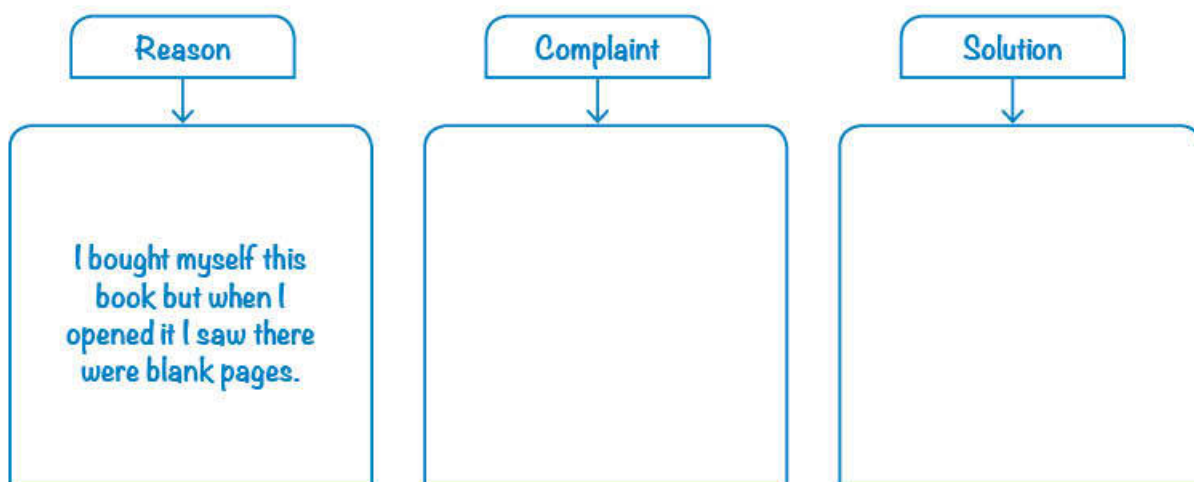 Reason
Complaint
Solution
I bought myself this
book but when I
opened it I saw there
were blank pages.